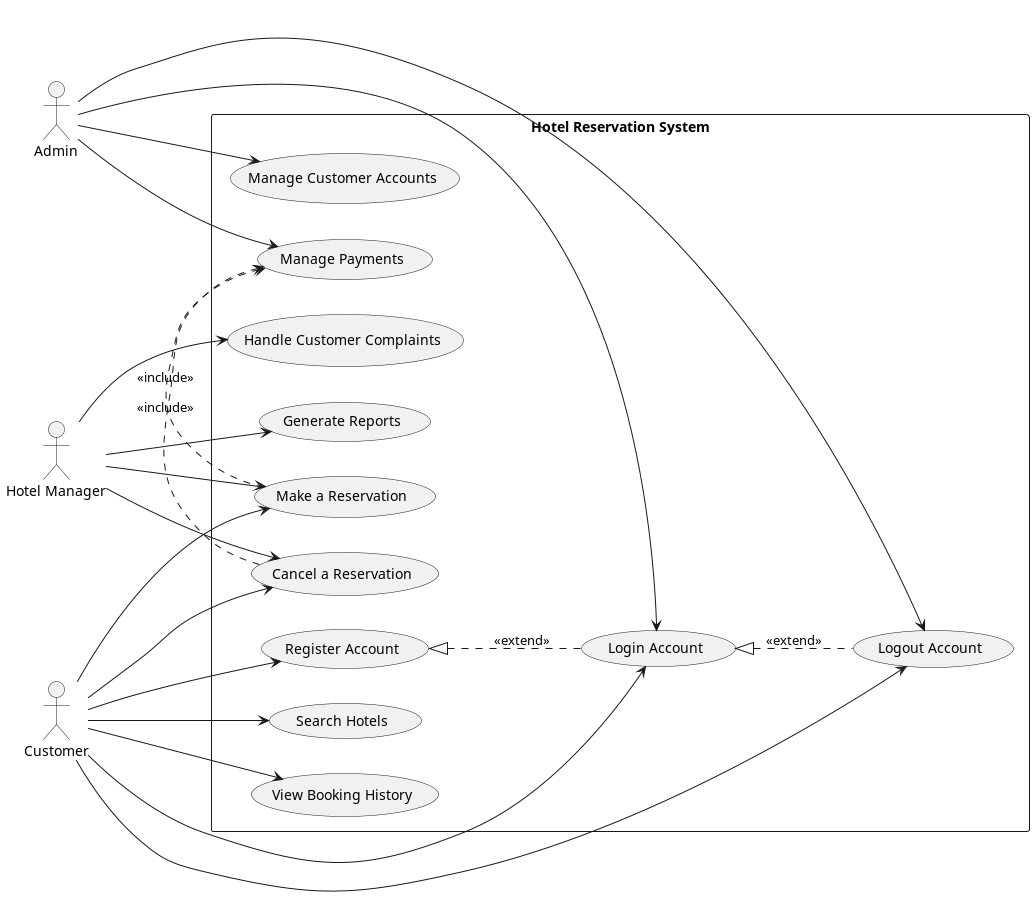 Hotel Reservation System
Admin
Manage Customer Accounts
Manage Payments
Handle Customer Complaints
«include»
«include»
Generate Reports
Hotel Manager
Make a Reservation
Cancel a Reservation
Register Account
«extend»
Login Account
«extend»
Logout Account
Search Hotels
Customer
View Booking History